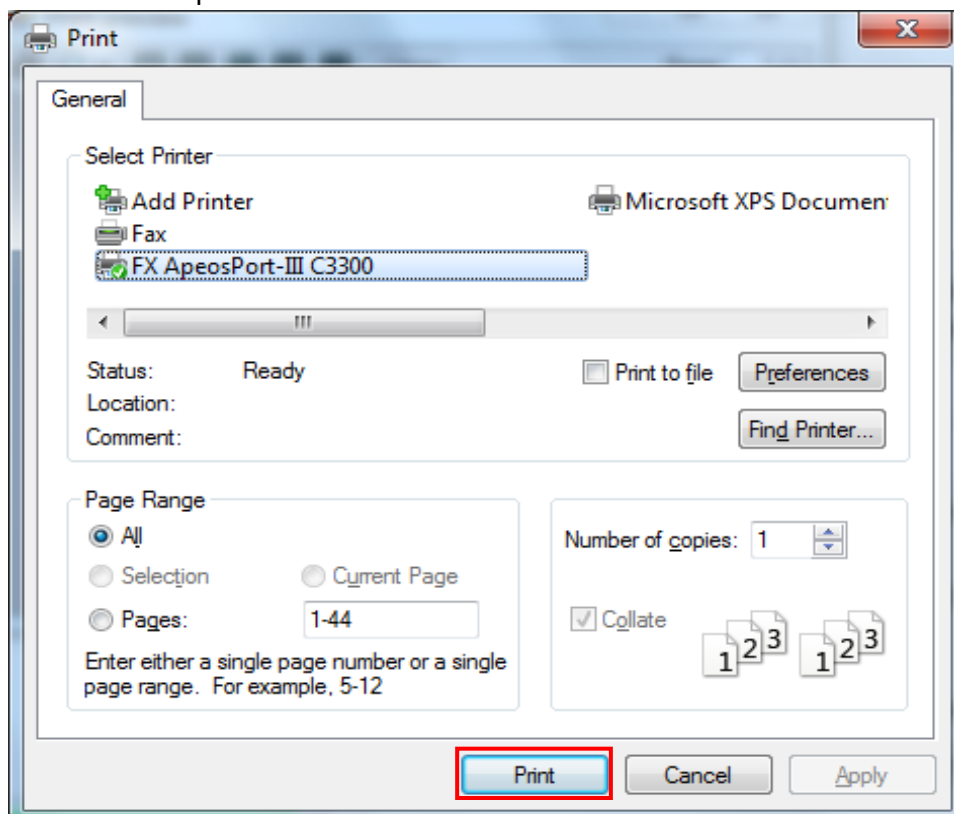 Print
General
Select Printer
Add Printer
Microsoft XPS Documen
Fax
FX ApeosPort-III C3300
Status: Ready
Print to file
Preferences
Location:
Comment:
Find Printer...
Page Range
All
Selection
Current Page
Pages: 1-44
Enter either a single page number or a single
page range. For example, 5-12
Number of copies: 1
Collate
1 2 3 1 2 3
Print Cancel Apply